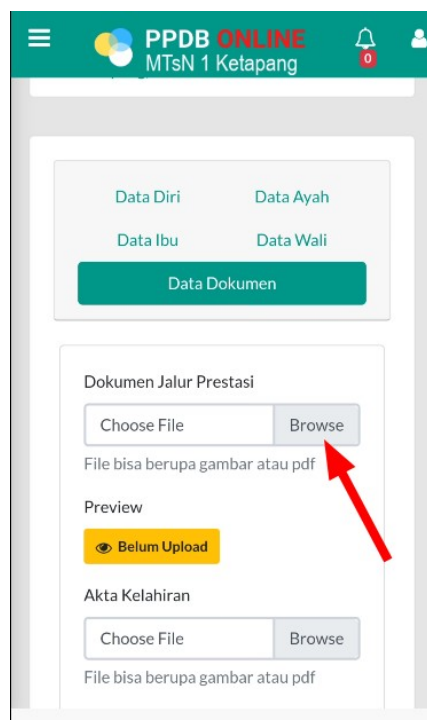 PPDB ONLINE
MTsN 1 Ketapang
0
Data Diri
Data Ayah
Data Ibu
Data Wali
Data Dokumen
Dokumen Jalur Prestasi
Choose File
Browse
File bisa berupa gambar atau pdf
Preview
Belum Upload
Akta Kelahiran
Choose File
Browse
File bisa berupa gambar atau pdf